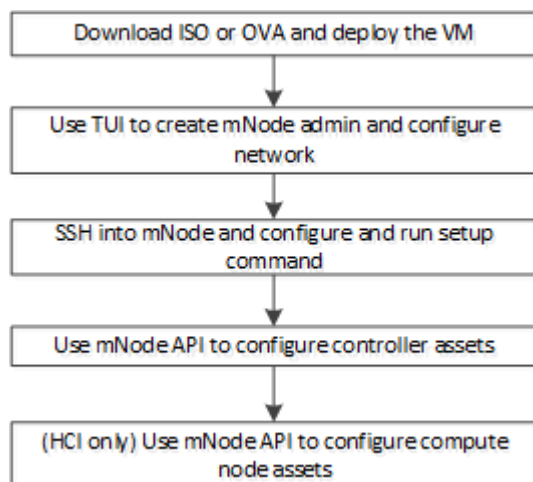 Download ISO or OVA and deploy the VM
Use TUI to create mNode admin and configure
network
SSH into mNode and configure and run setup
command
Use mNode API to configure controller assets
(HCI only) Use mNode API to configure compute
node assets